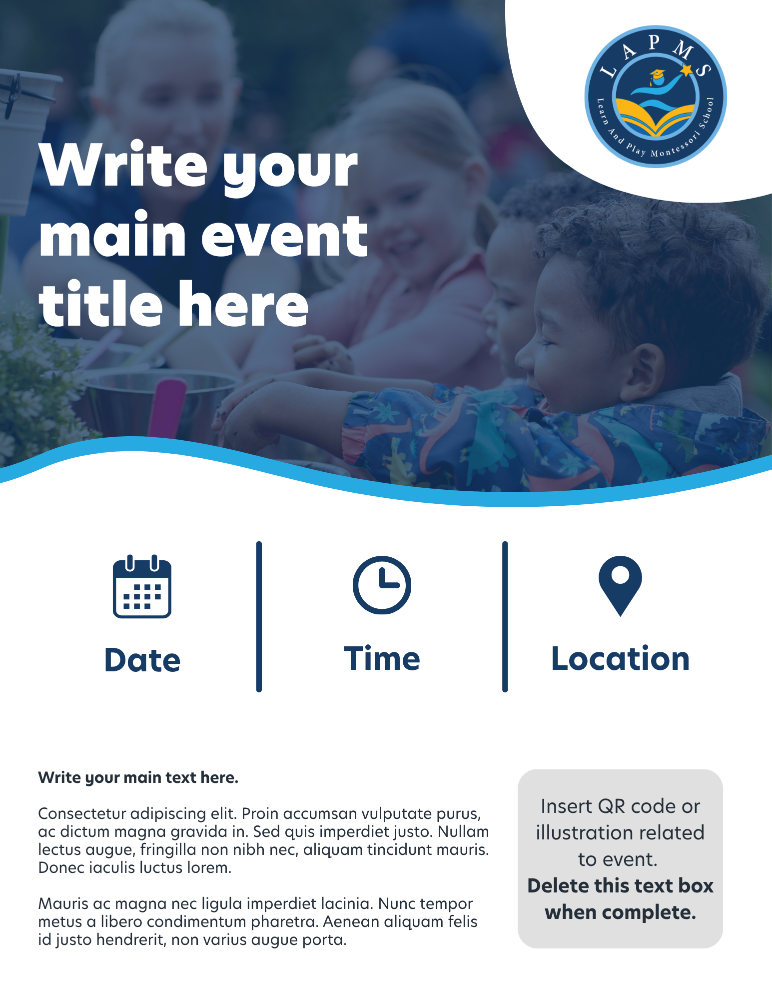 L A P M S
Learn And Play Montessori School
Write your
main event
title here
Date
Time
Location
Write your main text here.
Consectetur adipiscing elit. Proin accumsan vulputate purus,
ac dictum magna gravida in. Sed quis imperdiet justo. Nullam
lectus augue, fringilla non nibh nec, aliquam tincidunt mauris.
Donec iaculis luctus lorem.
Mauris ac magna nec ligula imperdiet lacinia. Nunc tempor
metus a libero condimentum pharetra. Aenean aliquam felis
id justo hendrerit, non varius augue porta.
Insert QR code or
illustration related
to event.
Delete this text box
when complete.